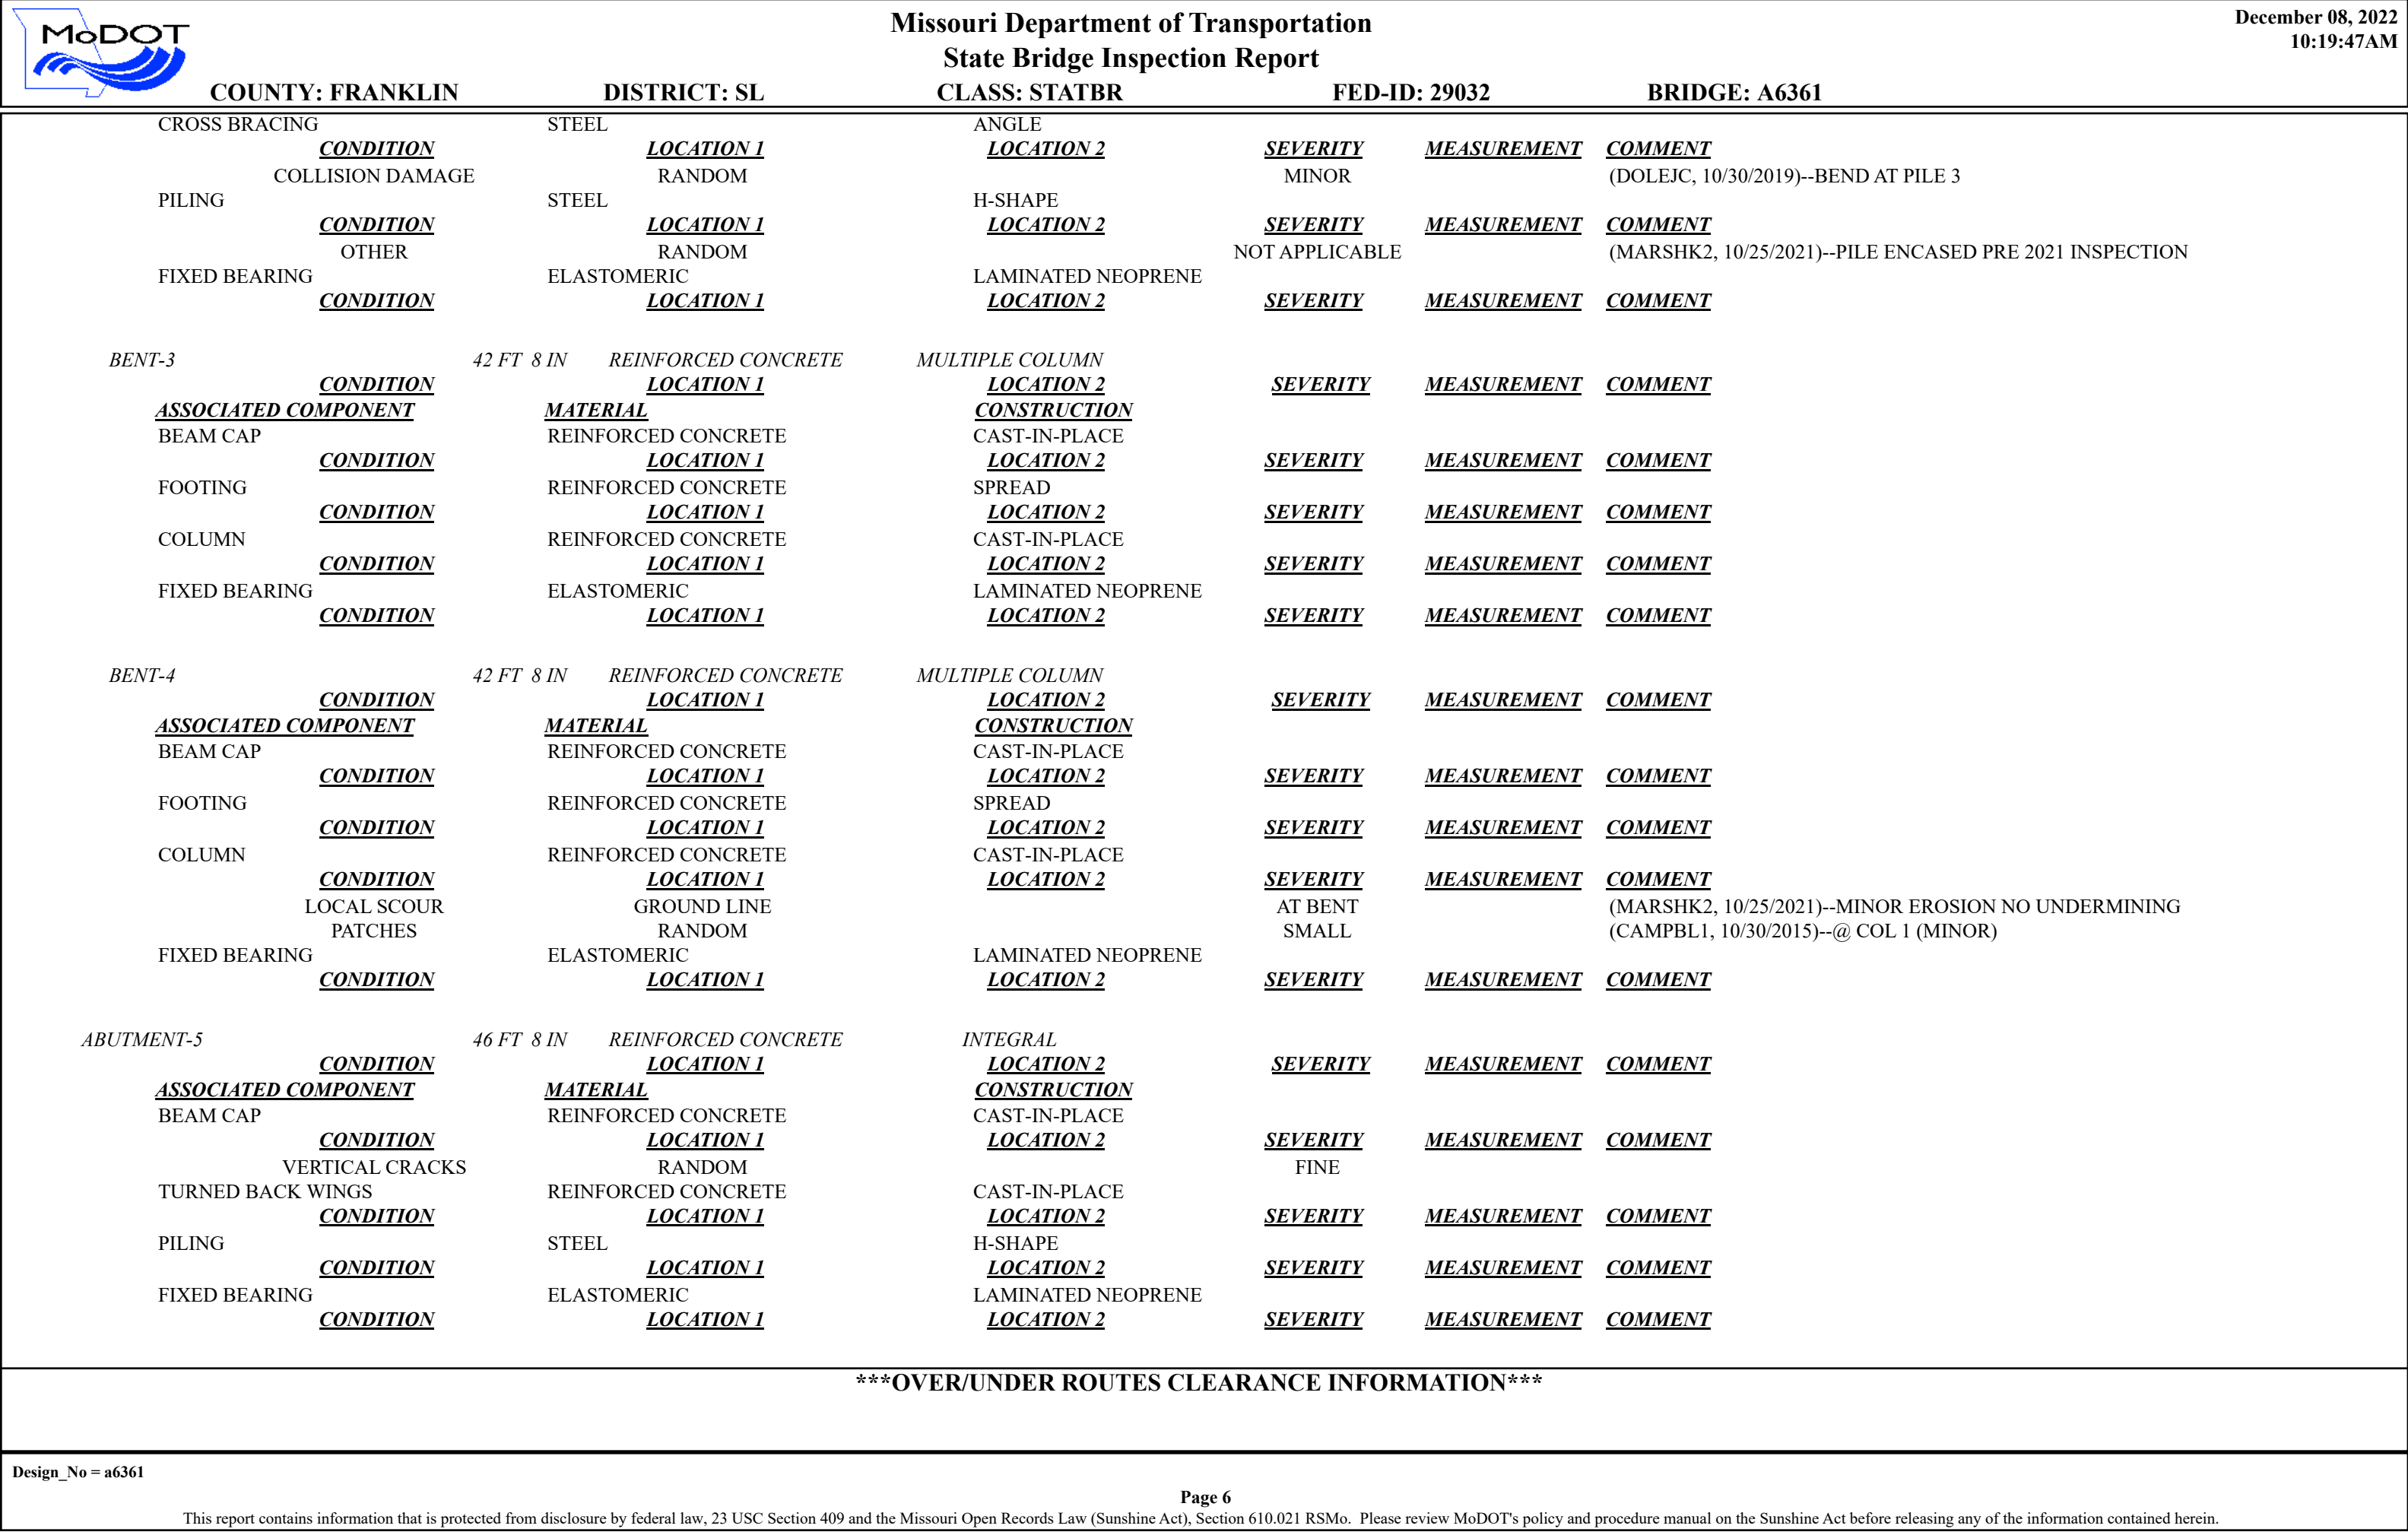 MoDOT
Missouri Department of Transportation
State Bridge Inspection Report
December 08, 2022
10:19:47AM
COUNTY: FRANKLIN DISTRICT: SL CLASS: STATBR FED-ID: 29032 BRIDGE: A6361
CROSS BRACING STEEL ANGLE
CONDITION LOCATION 1 LOCATION 2 SEVERITY MEASUREMENT COMMENT
COLLISION DAMAGE RANDOM MINOR (DOLEJC, 10/30/2019)--BEND AT PILE 3
PILING STEEL H-SHAPE
CONDITION LOCATION 1 LOCATION 2 SEVERITY MEASUREMENT COMMENT
OTHER RANDOM NOT APPLICABLE (MARSHK2, 10/25/2021)--PILE ENCASED PRE 2021 INSPECTION
FIXED BEARING ELASTOMERIC LAMINATED NEOPRENE
CONDITION LOCATION 1 LOCATION 2 SEVERITY MEASUREMENT COMMENT
BENT-3 42 FT 8 IN REINFORCED CONCRETE MULTIPLE COLUMN
CONDITION LOCATION 1 LOCATION 2 SEVERITY MEASUREMENT COMMENT
ASSOCIATED COMPONENT MATERIAL CONSTRUCTION
BEAM CAP REINFORCED CONCRETE CAST-IN-PLACE
CONDITION LOCATION 1 LOCATION 2 SEVERITY MEASUREMENT COMMENT
FOOTING REINFORCED CONCRETE SPREAD
CONDITION LOCATION 1 LOCATION 2 SEVERITY MEASUREMENT COMMENT
COLUMN REINFORCED CONCRETE CAST-IN-PLACE
CONDITION LOCATION 1 LOCATION 2 SEVERITY MEASUREMENT COMMENT
FIXED BEARING ELASTOMERIC LAMINATED NEOPRENE
CONDITION LOCATION 1 LOCATION 2 SEVERITY MEASUREMENT COMMENT
BENT-4 42 FT 8 IN REINFORCED CONCRETE MULTIPLE COLUMN
CONDITION LOCATION 1 LOCATION 2 SEVERITY MEASUREMENT COMMENT
ASSOCIATED COMPONENT MATERIAL CONSTRUCTION
BEAM CAP REINFORCED CONCRETE CAST-IN-PLACE
CONDITION LOCATION 1 LOCATION 2 SEVERITY MEASUREMENT COMMENT
FOOTING REINFORCED CONCRETE SPREAD
CONDITION LOCATION 1 LOCATION 2 SEVERITY MEASUREMENT COMMENT
COLUMN REINFORCED CONCRETE CAST-IN-PLACE
CONDITION LOCATION 1 LOCATION 2 SEVERITY MEASUREMENT COMMENT
LOCAL SCOUR GROUND LINE AT BENT (MARSHK2, 10/25/2021)--MINOR EROSION NO UNDERMINING
PATCHES RANDOM SMALL (CAMPBL1, 10/30/2015)--@ COL 1 (MINOR)
FIXED BEARING ELASTOMERIC LAMINATED NEOPRENE
CONDITION LOCATION 1 LOCATION 2 SEVERITY MEASUREMENT COMMENT
ABUTMENT-5 46 FT 8 IN REINFORCED CONCRETE INTEGRAL
CONDITION LOCATION 1 LOCATION 2 SEVERITY MEASUREMENT COMMENT
ASSOCIATED COMPONENT MATERIAL CONSTRUCTION
BEAM CAP REINFORCED CONCRETE CAST-IN-PLACE
CONDITION LOCATION 1 LOCATION 2 SEVERITY MEASUREMENT COMMENT
VERTICAL CRACKS RANDOM FINE
TURNED BACK WINGS REINFORCED CONCRETE CAST-IN-PLACE
CONDITION LOCATION 1 LOCATION 2 SEVERITY MEASUREMENT COMMENT
PILING STEEL H-SHAPE
CONDITION LOCATION 1 LOCATION 2 SEVERITY MEASUREMENT COMMENT
FIXED BEARING ELASTOMERIC LAMINATED NEOPRENE
CONDITION LOCATION 1 LOCATION 2 SEVERITY MEASUREMENT COMMENT
***OVER/UNDER ROUTES CLEARANCE INFORMATION***
Design_No = a6361
Page 6
This report contains information that is protected from disclosure by federal law, 23 USC Section 409 and the Missouri Open Records Law (Sunshine Act), Section 610.021 RSMo. Please review MoDOT's policy and procedure manual on the Sunshine Act before releasing any of the information contained herein.